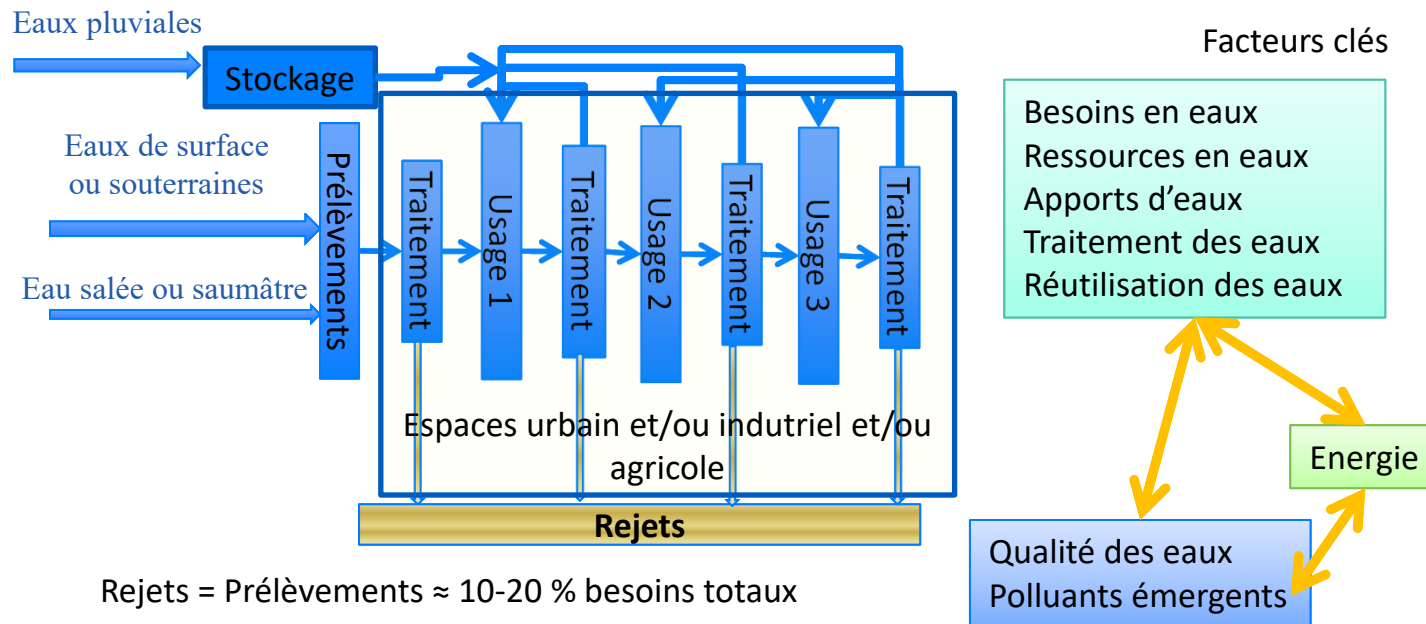 Eaux pluviales
Facteurs clés
Stockage
Eaux de surface
ou souterraines
Eau salée ou saumâtre
Prélèvements
Traitement
Usage 1
Traitement
Usage 2
Traitement
Usage 3
Traitement
Espaces urbain et/ou indutriel et/ou
agricole
Rejets
Rejets = Prélèvements ≈ 10-20 % besoins totaux
Besoins en eaux
Ressources en eaux
Apports d’eaux
Traitement des eaux
Réutilisation des eaux
Energie
Qualité des eaux
Polluants émergents